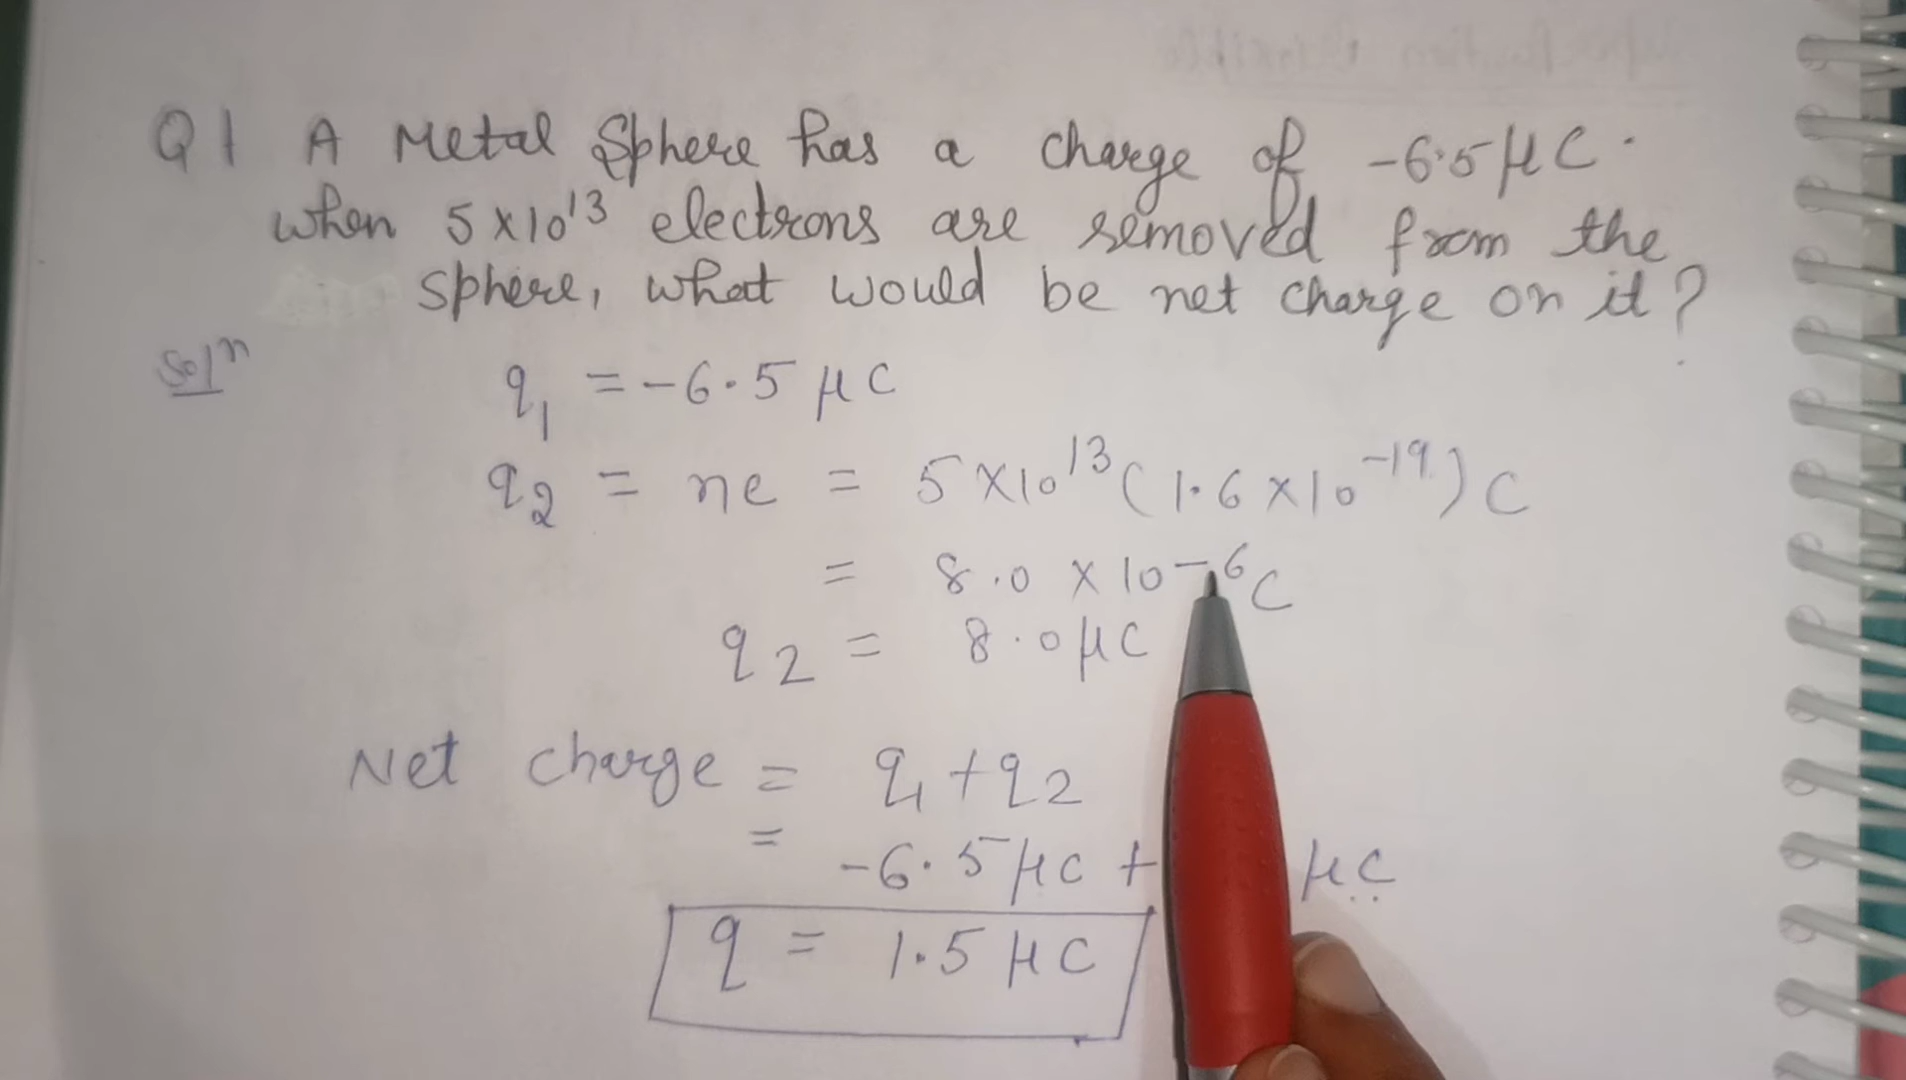 Q1 A Metal Sphere has a charge of -6.5 μC.
when 5×10¹³ electrons are removed from the
sphere, what would be net charge on it?
Solⁿ
q₁ = -6.5 μC
q₂ = ne = 5×10¹³(1.6×10⁻¹⁹) C
= 8.0 × 10⁻⁶ C
q₂ = 8.0 μC
Net charge = q₁+q₂
= -6.5 μC + μC
q = 1.5 μC